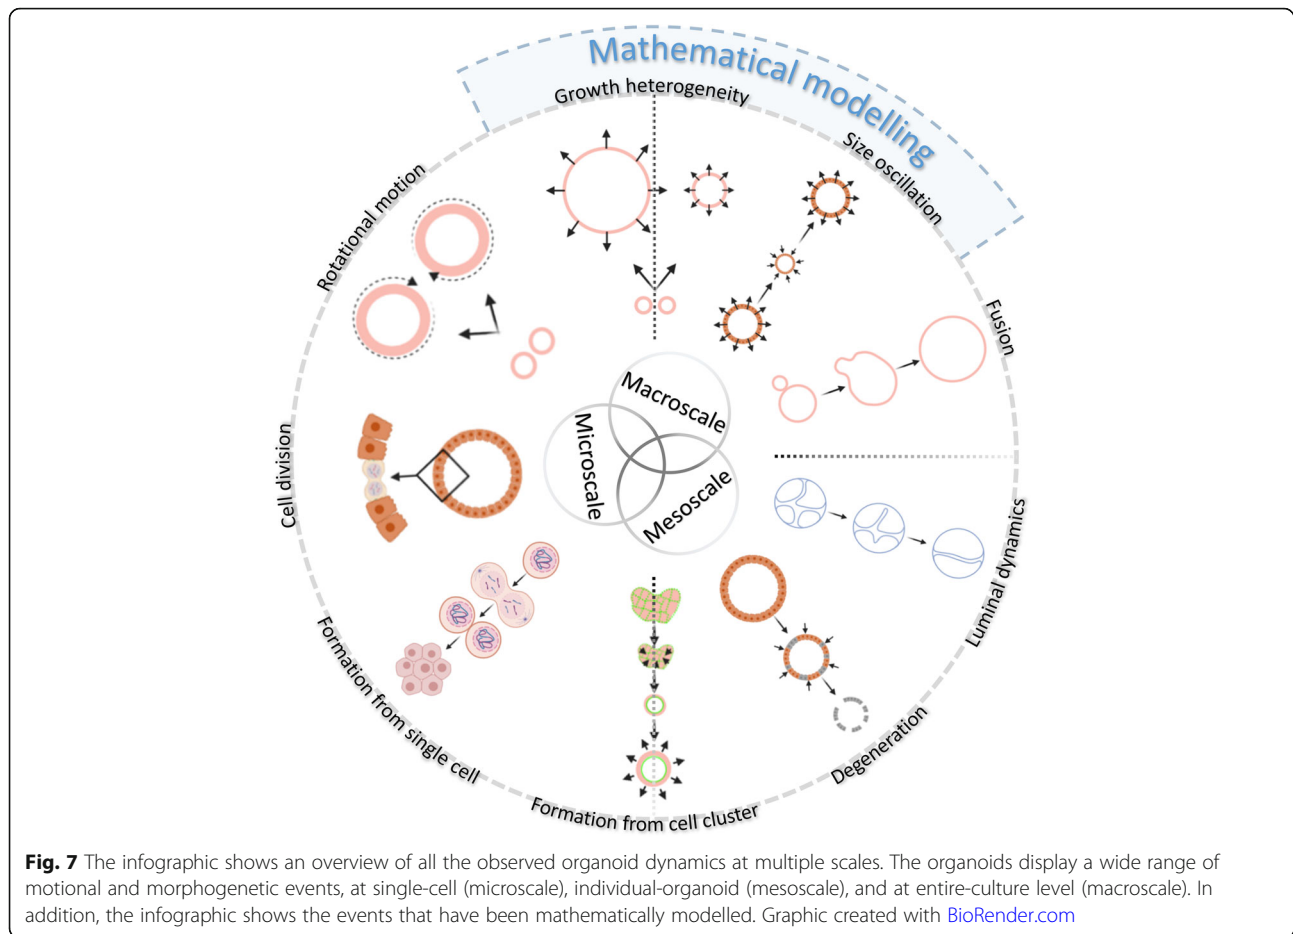 Mathematical modelling
Growth heterogeneity
Size oscillation
Rotational motion
Fusion
Macroscale
Microscale
Mesoscale
Cell division
Luminal dynamics
Formation from single cell
Degeneration
Formation from cell cluster
Fig. 7 The infographic shows an overview of all the observed organoid dynamics at multiple scales. The organoids display a wide range of
motional and morphogenetic events, at single-cell (microscale), individual-organoid (mesoscale), and at entire-culture level (macroscale). In
addition, the infographic shows the events that have been mathematically modelled. Graphic created with BioRender.com